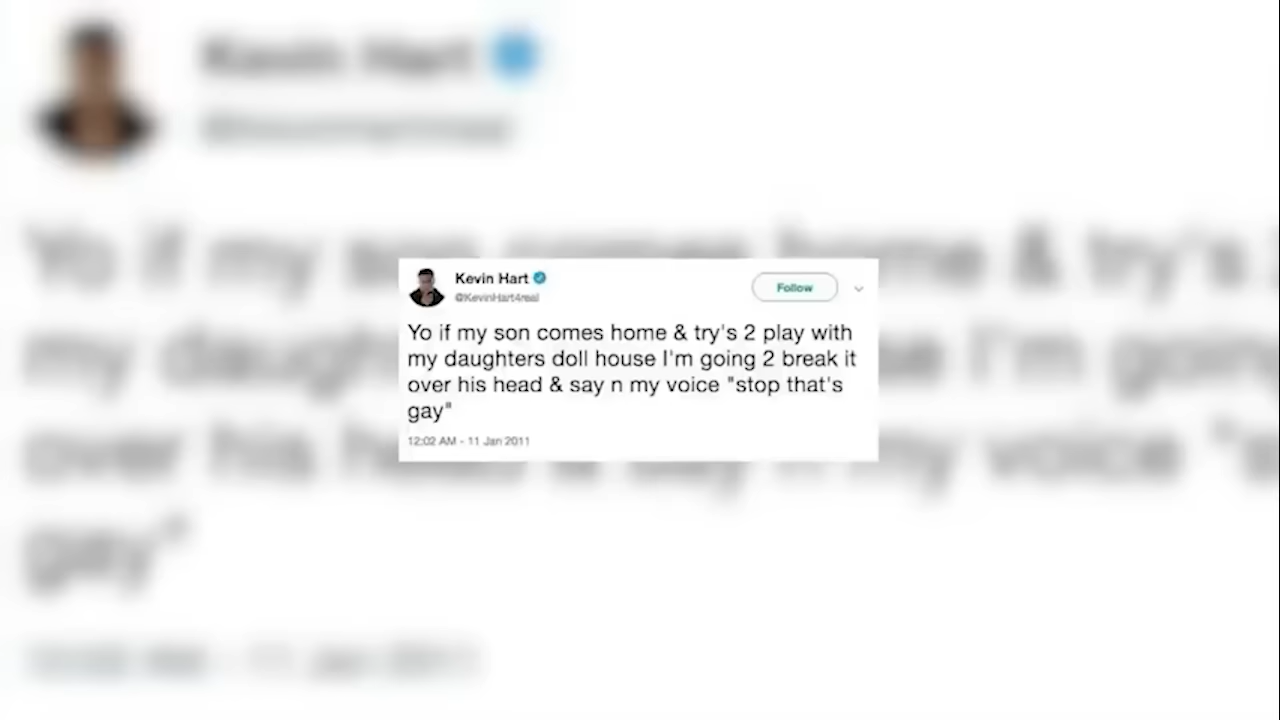 Kevin Hart
@KevinHart4real
Follow
Yo if my son comes home & try's 2 play with
my daughters doll house I'm going 2 break it
over his head & say n my voice "stop that's
gay"
12:02 AM - 11 Jan 2011